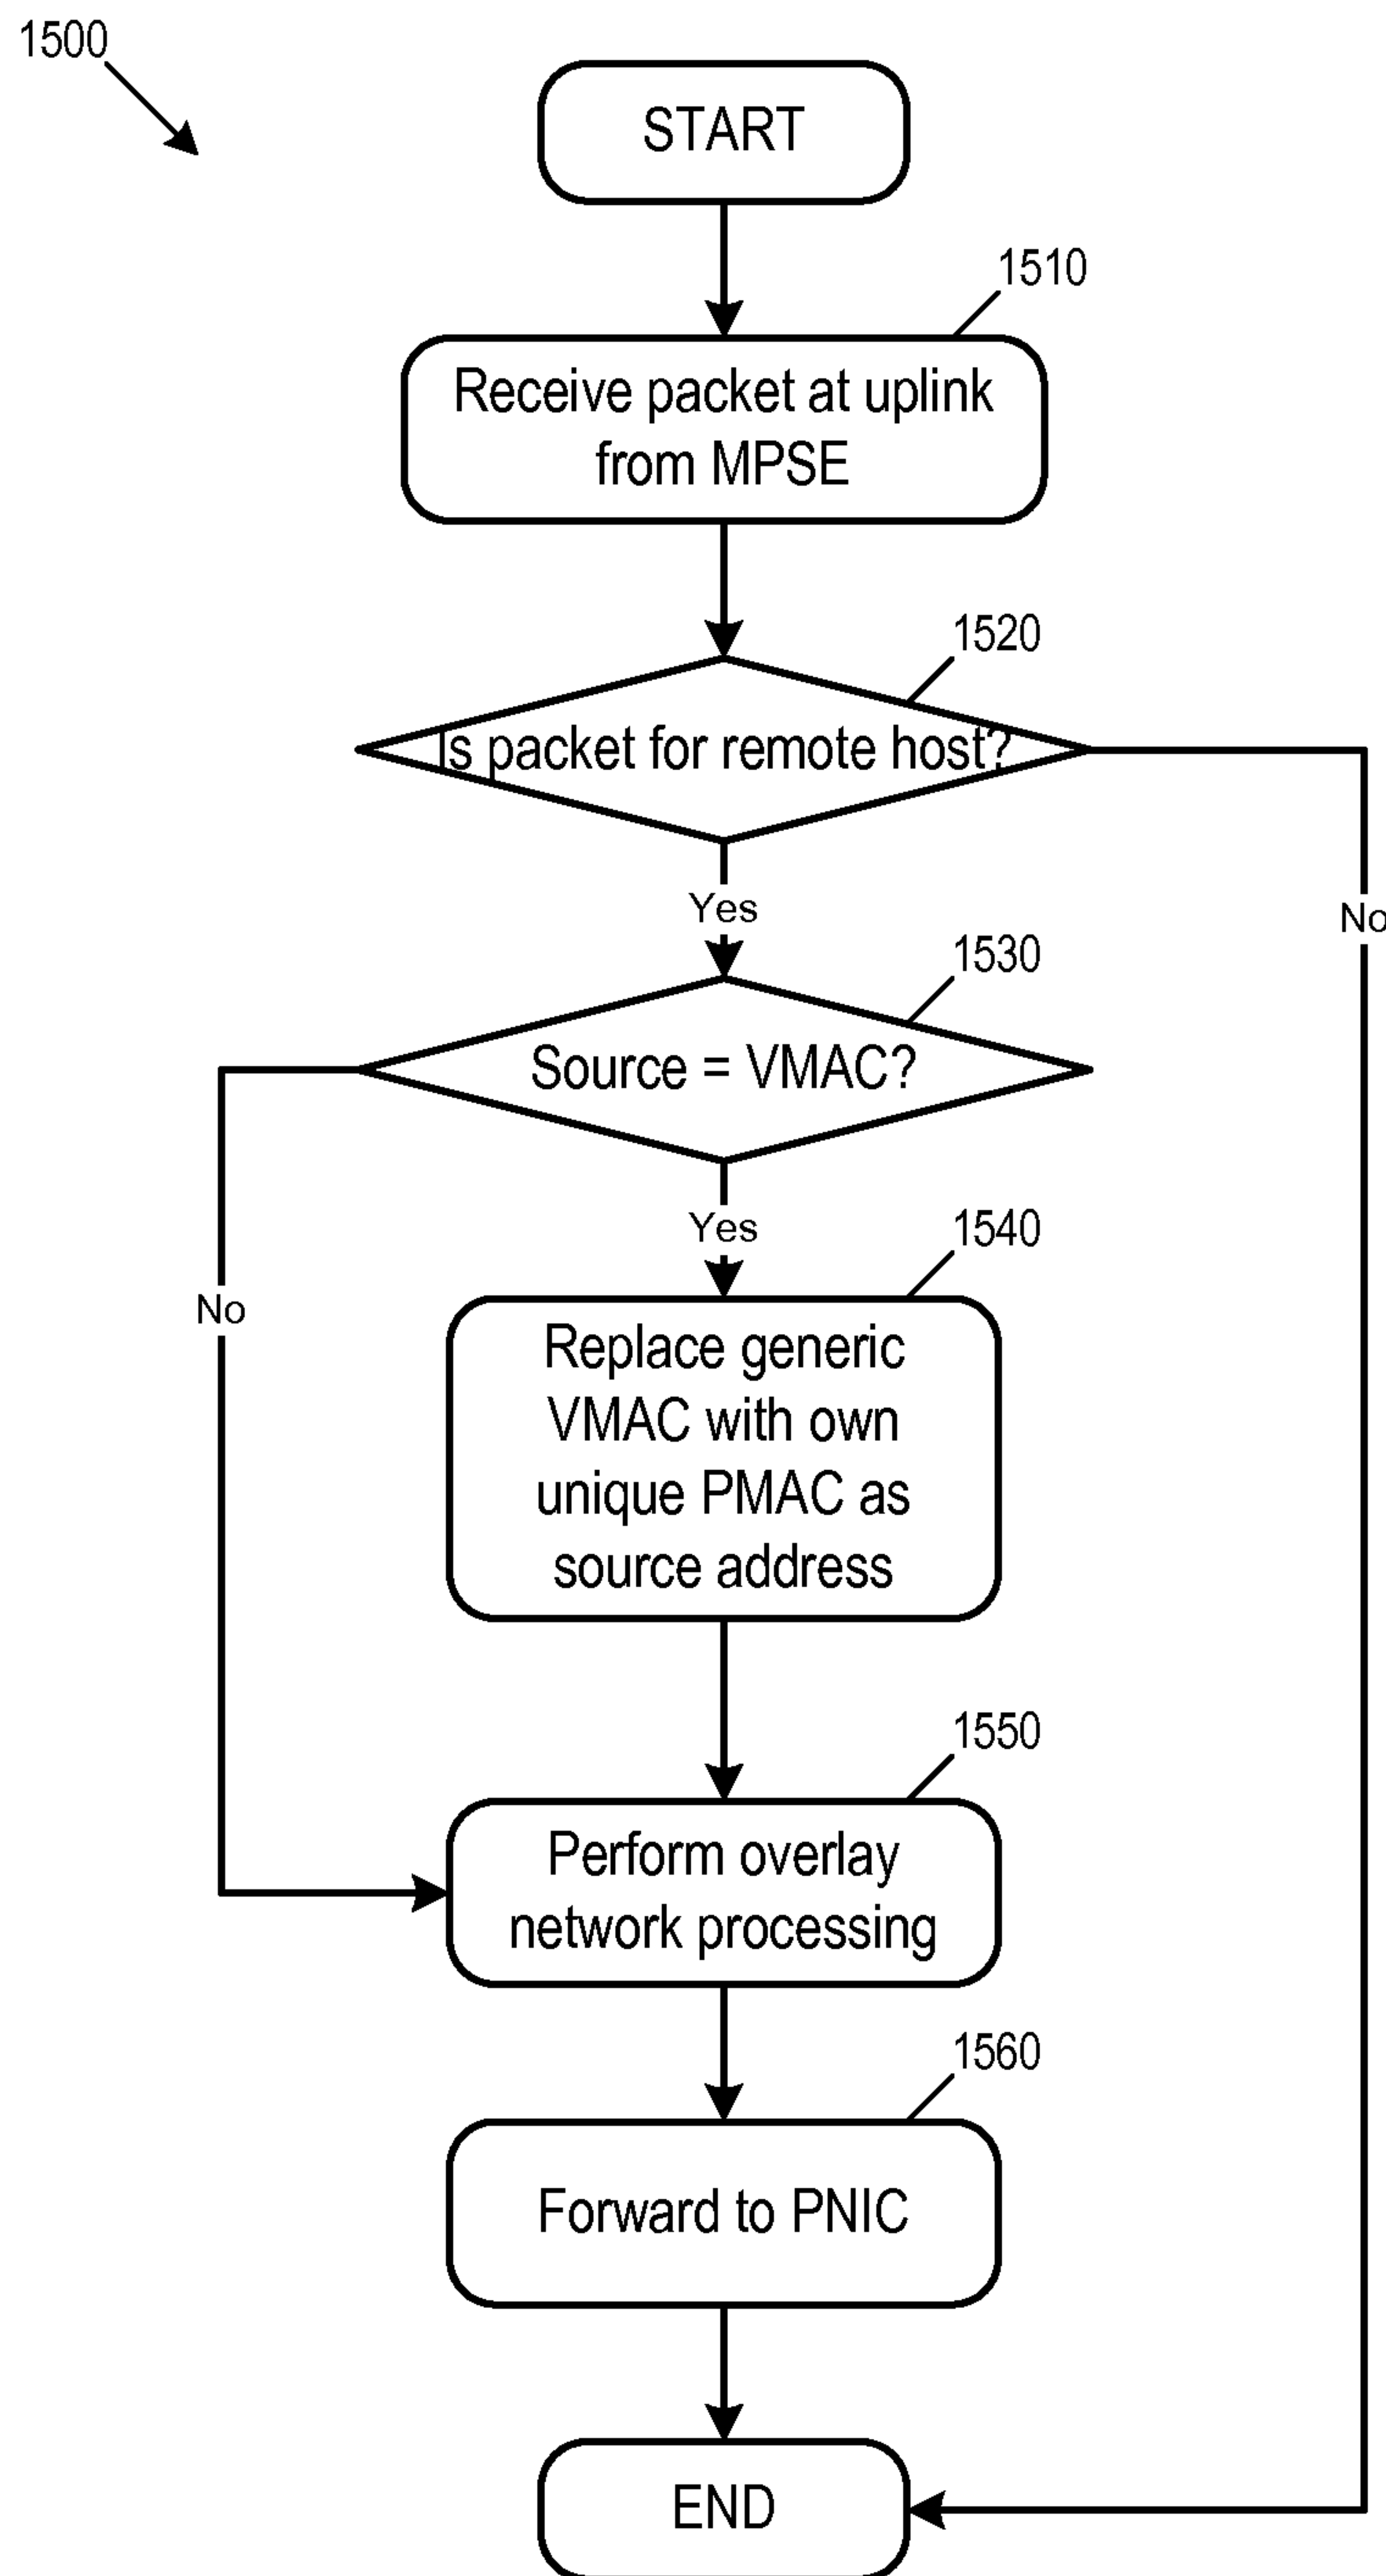 1500
START
1510
Receive packet at uplink
from MPSE
1520
Is packet for remote host?
Yes
No
1530
Source = VMAC?
Yes
No
1540
Replace generic
VMAC with own
unique PMAC as
source address
1550
Perform overlay
network processing
1560
Forward to PNIC
END